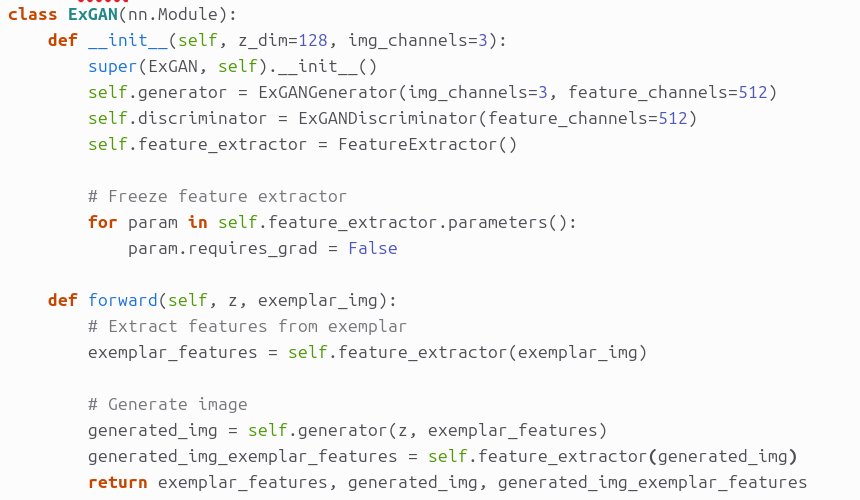 class ExGAN(nn.Module):
    def __init__(self, z_dim=128, img_channels=3):
        super(ExGAN, self).__init__()
        self.generator = ExGANGenerator(img_channels=3, feature_channels=512)
        self.discriminator = ExGANDiscriminator(feature_channels=512)
        self.feature_extractor = FeatureExtractor()

        # Freeze feature extractor
        for param in self.feature_extractor.parameters():
            param.requires_grad = False

    def forward(self, z, exemplar_img):
        # Extract features from exemplar
        exemplar_features = self.feature_extractor(exemplar_img)

        # Generate image
        generated_img = self.generator(z, exemplar_features)
        generated_img_exemplar_features = self.feature_extractor(generated_img)
        return exemplar_features, generated_img, generated_img_exemplar_features